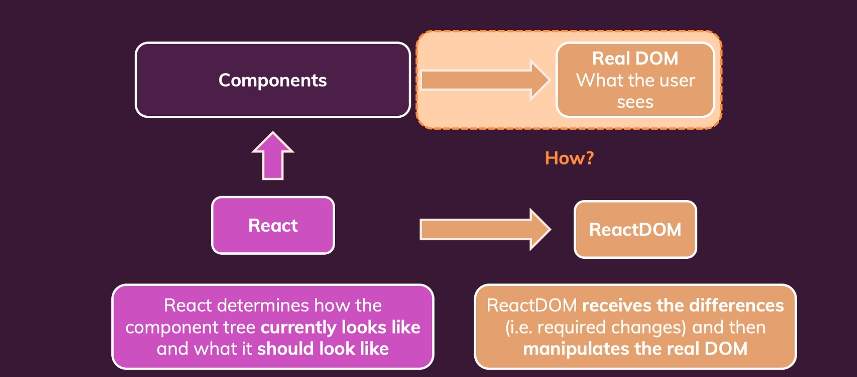 Components
Real DOM
What the user
sees
How?
React
ReactDOM
React determines how the
component tree currently looks like
and what it should look like
ReactDOM receives the differences
(i.e. required changes) and then
manipulates the real DOM